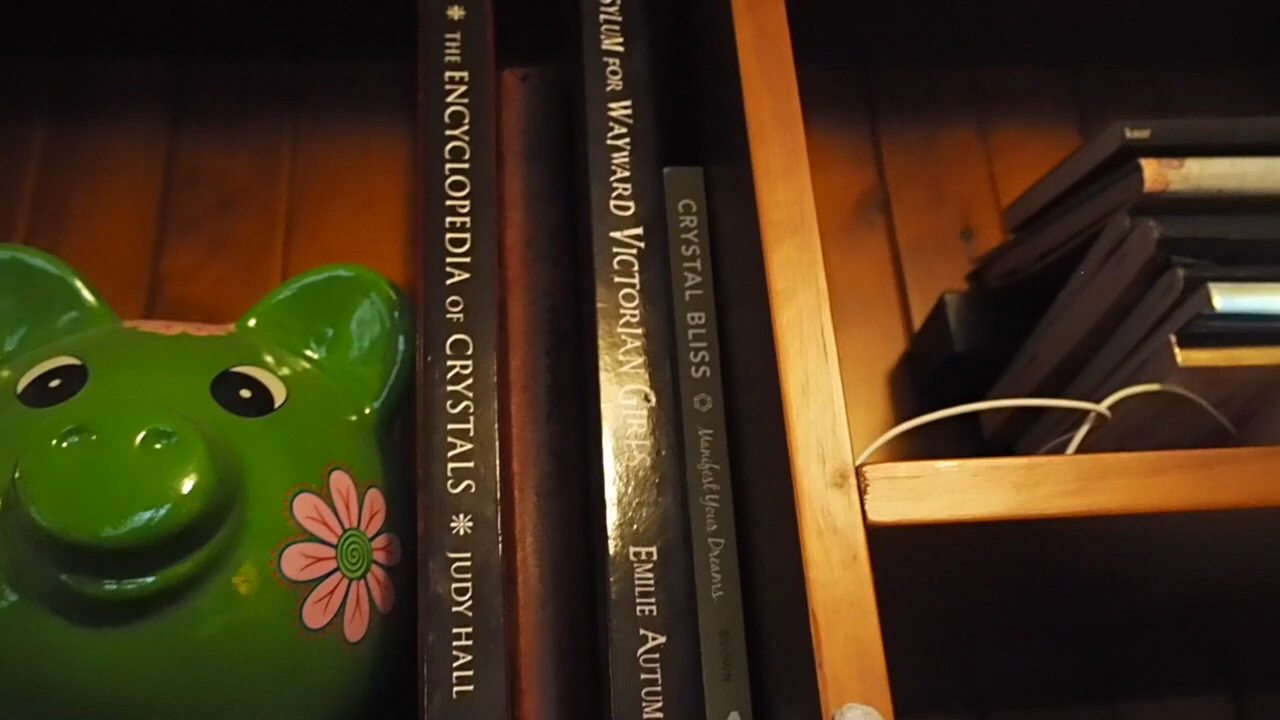 THE ENCYCLOPEDIA OF CRYSTALS JUDY HALL
SYLUM FOR WAYWARD VICTORIAN GIRLS EMILIE AUTUM
CRYSTAL BLISS Manifest Your Dreams